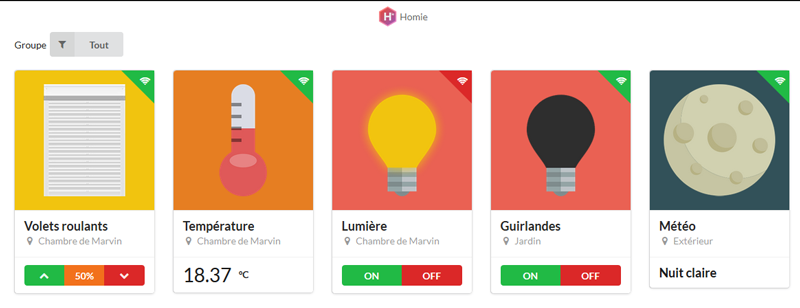 Homie
Groupe Tout
Volets roulants
Chambre de Marvin
50%
Température
Chambre de Marvin
18.37 °C
Lumière
Chambre de Marvin
ON OFF
Guirlandes
Jardin
ON OFF
Météo
Extérieur
Nuit claire